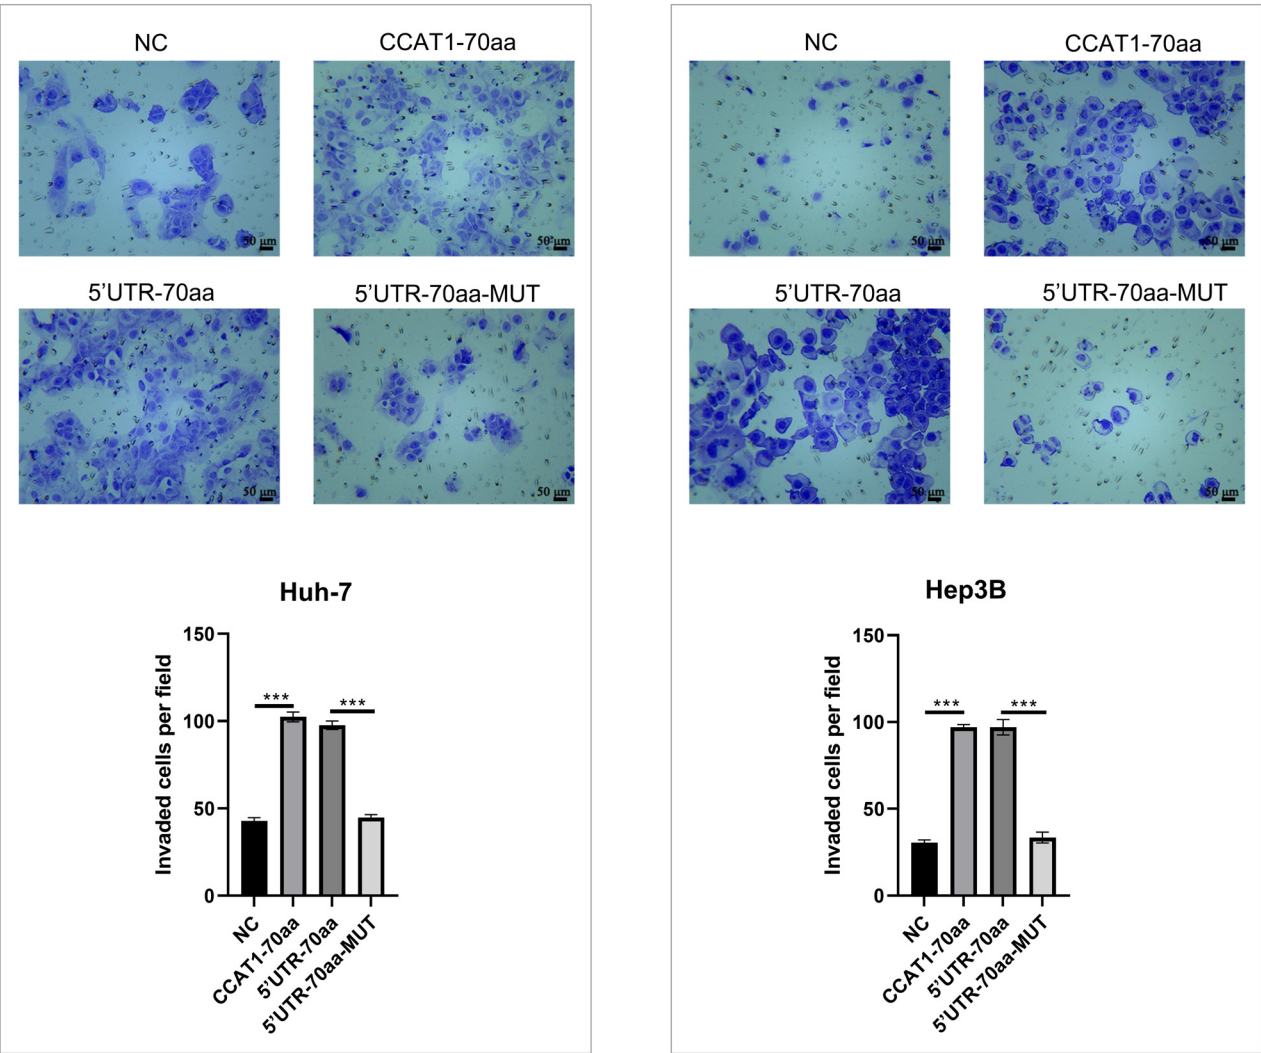 NC
CCAT1-70aa
50 μm
50 μm
5’UTR-70aa
5’UTR-70aa-MUT
50 μm
50 μm
Huh-7
150
100
50
0
Invaded cells per field
***
***
NC
CCAT1-70aa
5’UTR-70aa
5’UTR-70aa-MUT
NC
CCAT1-70aa
50 μm
50 μm
5’UTR-70aa
5’UTR-70aa-MUT
50 μm
50 μm
Hep3B
150
100
50
0
Invaded cells per field
***
***
NC
CCAT1-70aa
5’UTR-70aa
5’UTR-70aa-MUT